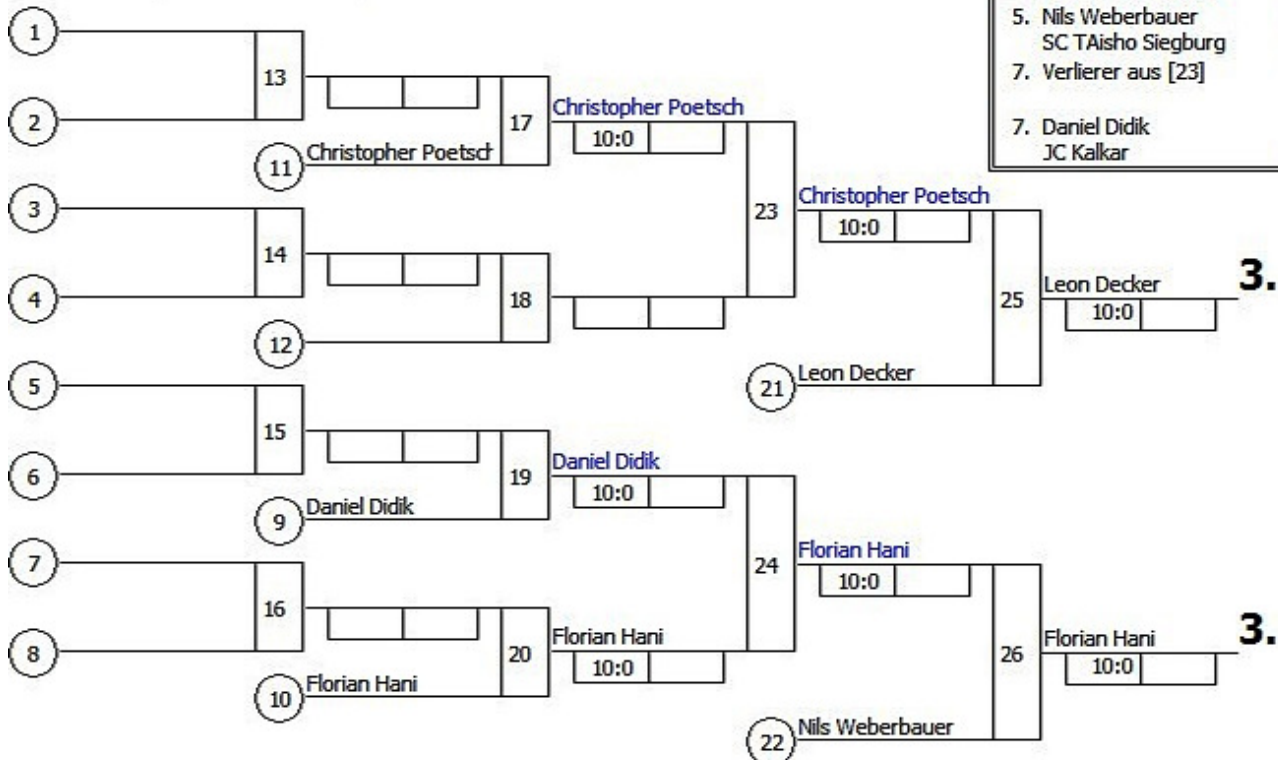 5. Nils Weberbauer
SC TAisho Siegburg
7. Verlierer aus [23]
7. Daniel Didik
JC Kalkar
1
2
13
17
11 Christopher Poetsch
Christopher Poetsch
10:0
3
4
14
18
12
23
Christopher Poetsch
10:0
25
21 Leon Decker
Leon Decker
10:0
3.
5
6
15
19
9 Daniel Didik
Daniel Didik
10:0
7
8
16
20
10 Florian Hani
Florian Hani
10:0
24
Florian Hani
10:0
26
22 Nils Weberbauer
Florian Hani
10:0
3.